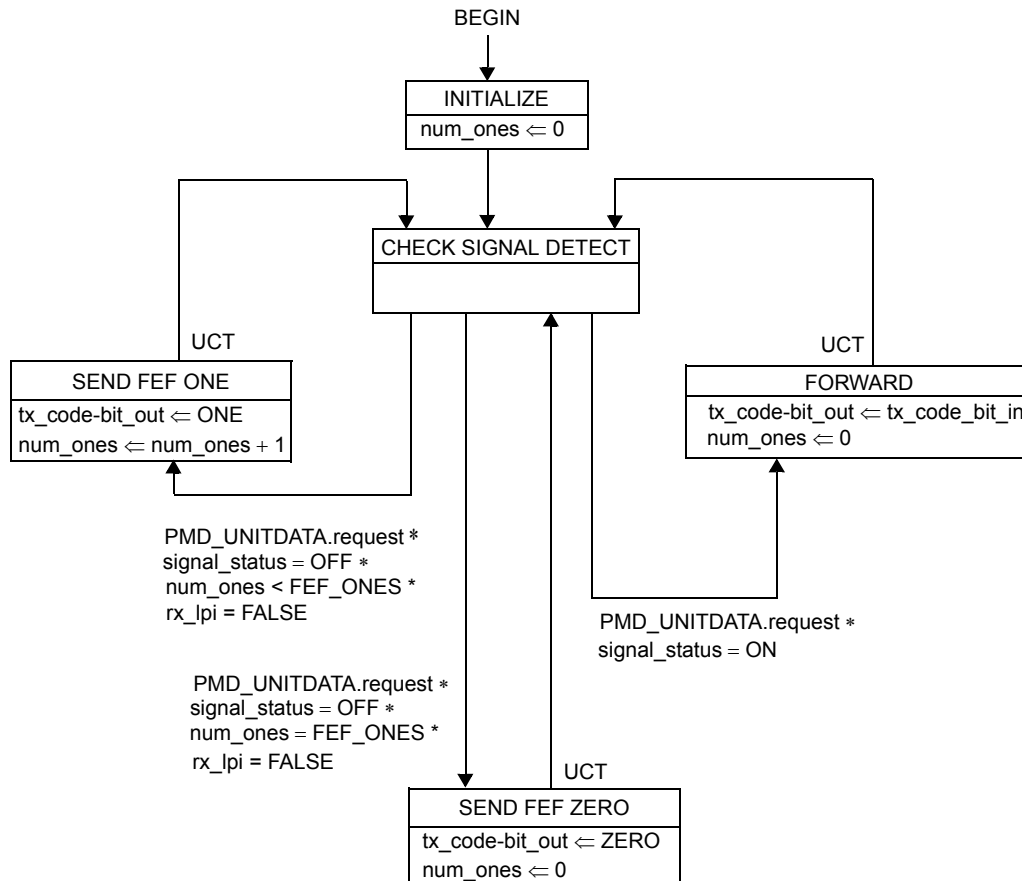 BEGIN
INITIALIZE
num_ones ⇐ 0
CHECK SIGNAL DETECT
UCT
SEND FEF ONE
tx_code-bit_out ⇐ ONE
num_ones ⇐ num_ones + 1
UCT
FORWARD
tx_code-bit_out ⇐ tx_code_bit_in
num_ones ⇐ 0
PMD_UNITDATA.request *
signal_status = OFF *
num_ones < FEF_ONES *
rx_lpi = FALSE
PMD_UNITDATA.request *
signal_status = ON
PMD_UNITDATA.request *
signal_status = OFF *
num_ones = FEF_ONES *
rx_lpi = FALSE
UCT
SEND FEF ZERO
tx_code-bit_out ⇐ ZERO
num_ones ⇐ 0